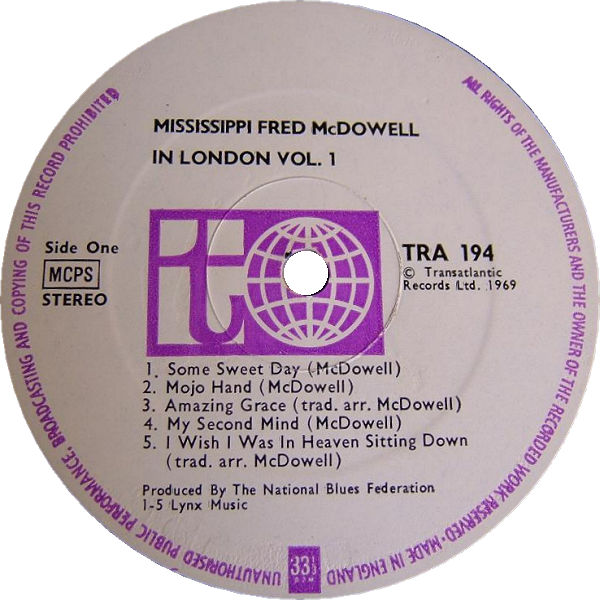 MISSISSIPPI FRED McDOWELL
IN LONDON VOL. 1
Side One
MCPS
STEREO
t
TRA 194
© Transatlantic
Records Ltd. 1969
1. Some Sweet Day (McDowell)
2. Mojo Hand (McDowell)
3. Amazing Grace (trad. arr. McDowell)
4. My Second Mind (McDowell)
5. I Wish I Was In Heaven Sitting Down
(trad. arr. McDowell)
Produced By The National Blues Federation
1-5 Lynx Music
ALL RIGHTS OF THE MANUFACTURERS AND THE OWNER OF THE RECORDED WORK RESERVED · MADE IN ENGLAND
33⅓
RPM
UNAUTHORISED PUBLIC PERFORMANCE, BROADCASTING AND COPYING OF THIS RECORD PROHIBITED